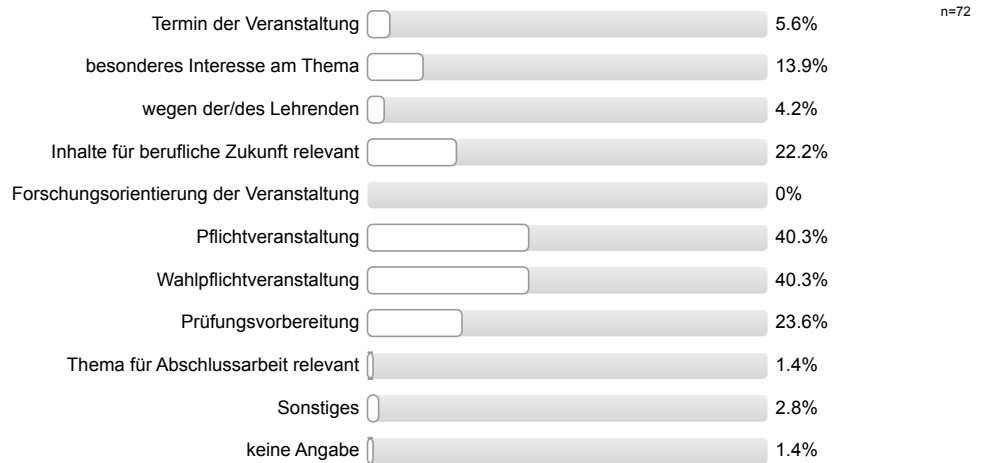 n=72
Termin der Veranstaltung 5.6%
besonderes Interesse am Thema 13.9%
wegen der/des Lehrenden 4.2%
Inhalte für berufliche Zukunft relevant 22.2%
Forschungsorientierung der Veranstaltung 0%
Pflichtveranstaltung 40.3%
Wahlpflichtveranstaltung 40.3%
Prüfungsvorbereitung 23.6%
Thema für Abschlussarbeit relevant 1.4%
Sonstiges 2.8%
keine Angabe 1.4%